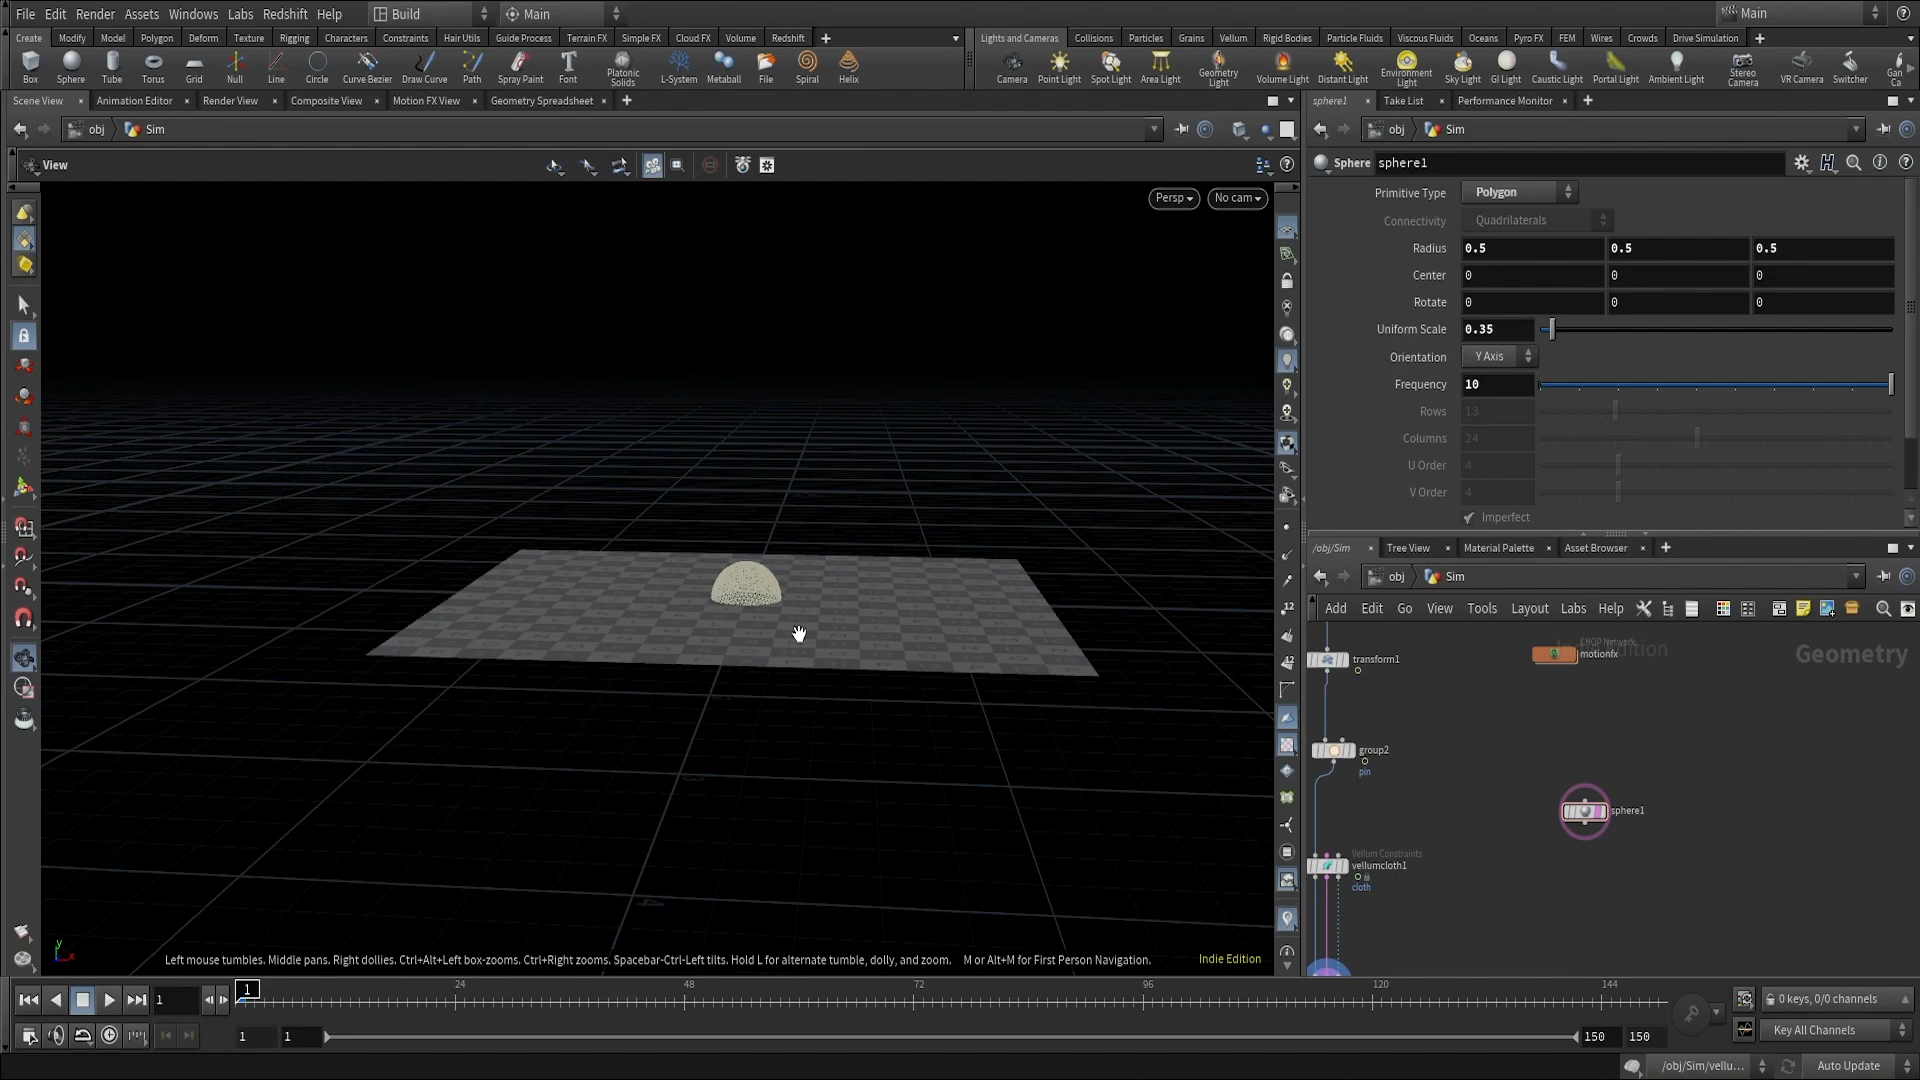 File Edit Render Assets Windows Labs Redshift Help Build Main Main
Create Modify Model Polygon Deform Texture Rigging Characters Constraints Hair Utils Guide Process Terrain FX Simple FX Cloud FX Volume Redshift
Lights and Cameras Collisions Particles Grains Vellum Rigid Bodies Particle Fluids Viscous Fluids Oceans Pyro FX FEM Wires Crowds Drive Simulation
Box Sphere Tube Torus Grid Null Line Circle Curve Bezier Draw Curve Path Spray Paint Font Platonic Solids L-System Metaball File Spiral Helix
Camera Point Light Spot Light Area Light Geometry Light Volume Light Distant Light Environment Light Sky Light GI Light Caustic Light Portal Light Ambient Light Stereo Camera VR Camera Switcher Gan Ca
Scene View Animation Editor Render View Composite View Motion FX View Geometry Spreadsheet
sphere1 Take List Performance Monitor
obj Sim
obj Sim
View
Sphere sphere1
Persp No cam
Primitive Type Polygon
Connectivity Quadrilaterals
Radius 0.5 0.5 0.5
Center 0 0 0
Rotate 0 0 0
Uniform Scale 0.35
Orientation Y Axis
Frequency 10
Rows 13
Columns 24
U Order 4
V Order 4
Imperfect
/obj/Sim Tree View Material Palette Asset Browser
obj Sim
Add Edit Go View Tools Layout Labs Help
CHOP Network
motionfx
Geometry
transform1
group2
pin
sphere1
Vellum Constraints
vellumcloth1
cloth
12
12
y
x
Left mouse tumbles. Middle pans. Right dollies. Ctrl+Alt+Left box-zooms. Ctrl+Right zooms. Spacebar-Ctrl-Left tilts. Hold L for alternate tumble, dolly, and zoom. M or Alt+M for First Person Navigation.
Indie Edition
1 1 24 48 72 96 120 144
0 keys, 0/0 channels
1 1 150 150
Key All Channels
/obj/Sim/vellu... Auto Update